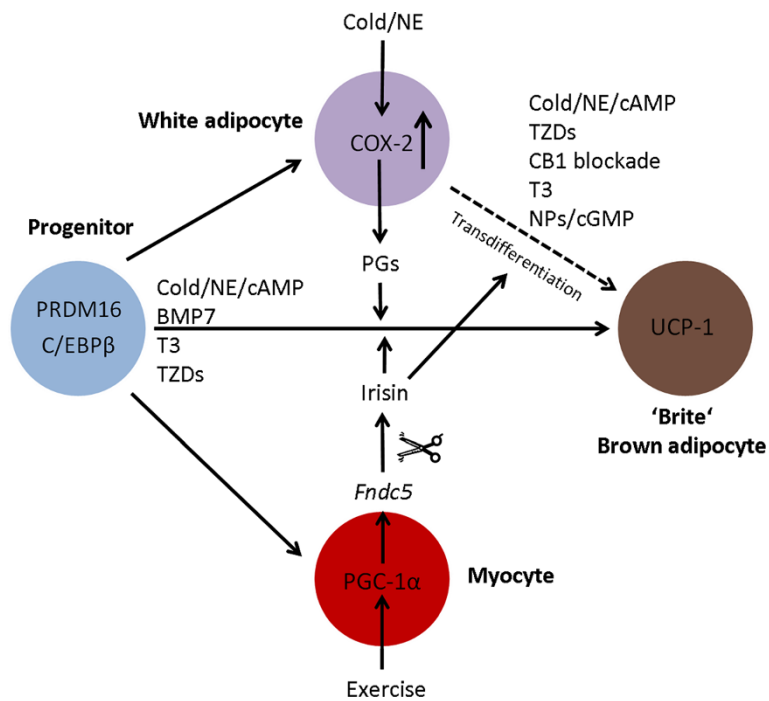 Cold/NE
White adipocyte
COX-2
Cold/NE/cAMP
TZDs
CB1 blockade
T3
NPs/cGMP
Transdifferentiation
Progenitor
PRDM16
C/EBPβ
Cold/NE/cAMP
BMP7
T3
TZDs
PGs
UCP-1
‘Brite‘
Brown adipocyte
Irisin
Fndc5
PGC-1α
Myocyte
Exercise